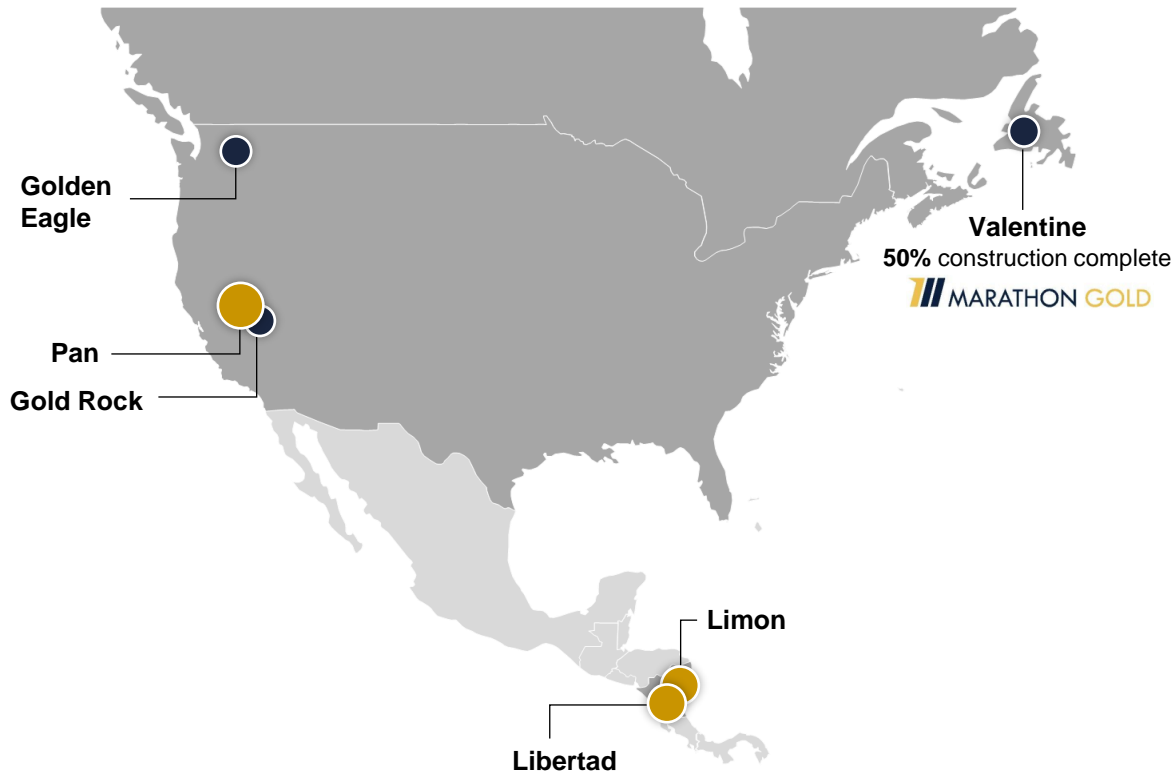 Golden
Eagle
Valentine
50% construction complete
MARATHON GOLD
Pan
Gold Rock
Limon
Libertad